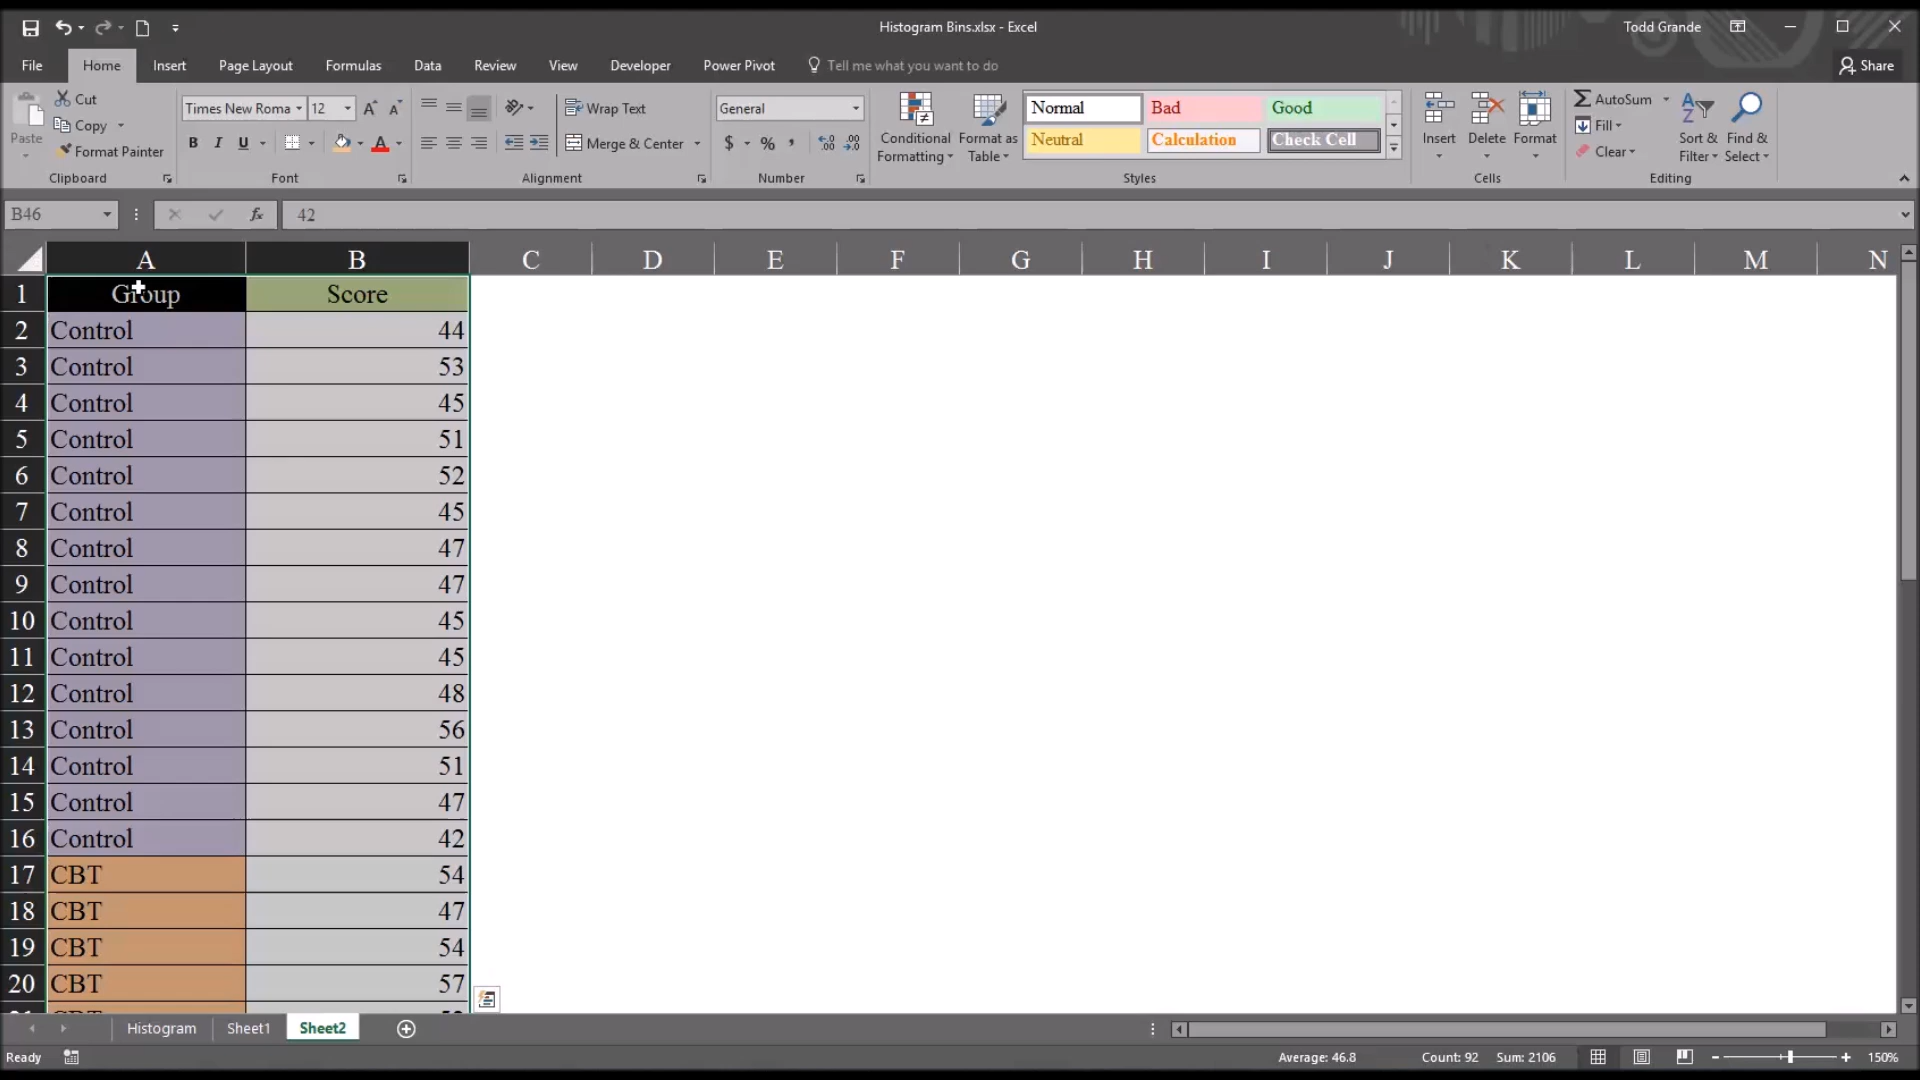 Histogram Bins.xlsx - Excel
Todd Grande
File Home Insert Page Layout Formulas Data Review View Developer Power Pivot Tell me what you want to do Share
Paste
Cut
Copy
Format Painter
Clipboard
Times New Roma 12
B I U
Font
Wrap Text
Merge & Center
Alignment
General
$ % ,
Number
Conditional Formatting
Format as Table
Normal Bad Good
Neutral Calculation Check Cell
Styles
Insert Delete Format
Cells
AutoSum
Fill
Clear
Sort & Filter
Find & Select
Editing
B46 fx 42
A B C D E F G H I J K L M N
1 Group Score
2 Control 44
3 Control 53
4 Control 45
5 Control 51
6 Control 52
7 Control 45
8 Control 47
9 Control 47
10 Control 45
11 Control 45
12 Control 48
13 Control 56
14 Control 51
15 Control 47
16 Control 42
17 CBT 54
18 CBT 47
19 CBT 54
20 CBT 57
Histogram Sheet1 Sheet2
Ready Average: 46.8 Count: 92 Sum: 2106 150%